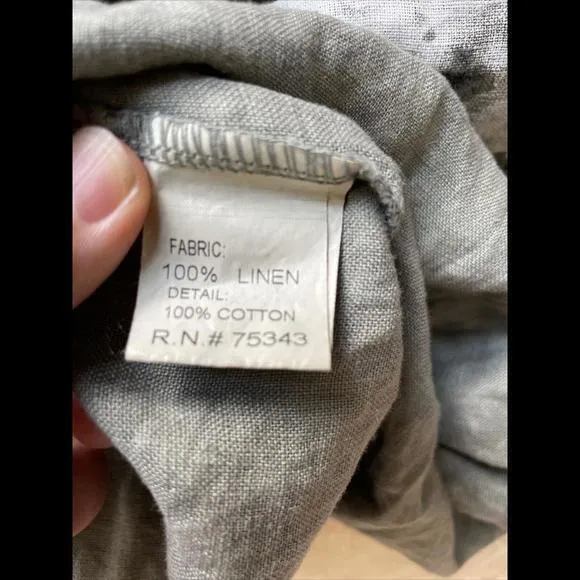 FABRIC:
100% LINEN
DETAIL:
100% COTTON
R.N.# 75343